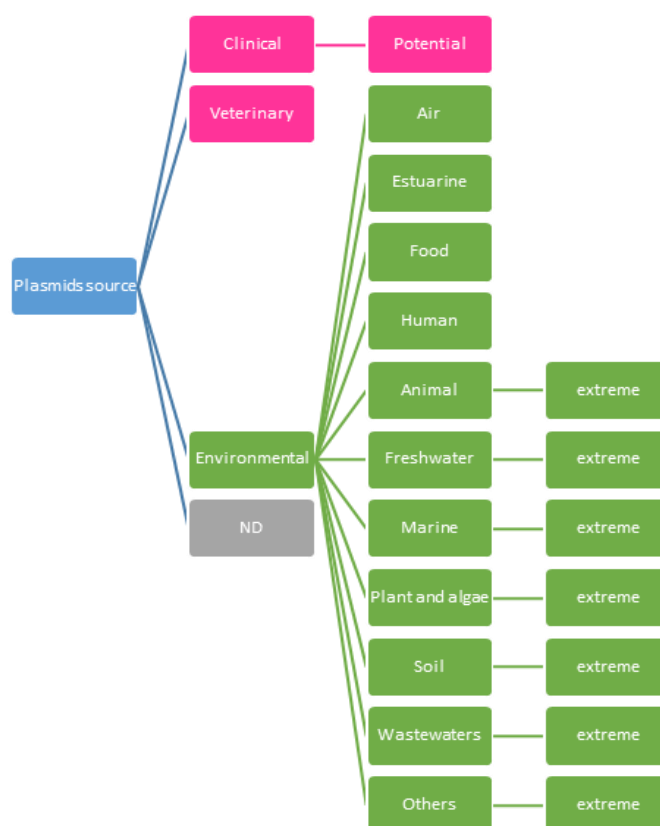 Clinical
Potential
Veterinary
Air
Estuarine
Food
Plasmids source
Human
Animal
extreme
Environmental
Freshwater
extreme
ND
Marine
extreme
Plant and algae
extreme
Soil
extreme
Wastewaters
extreme
Others
extreme